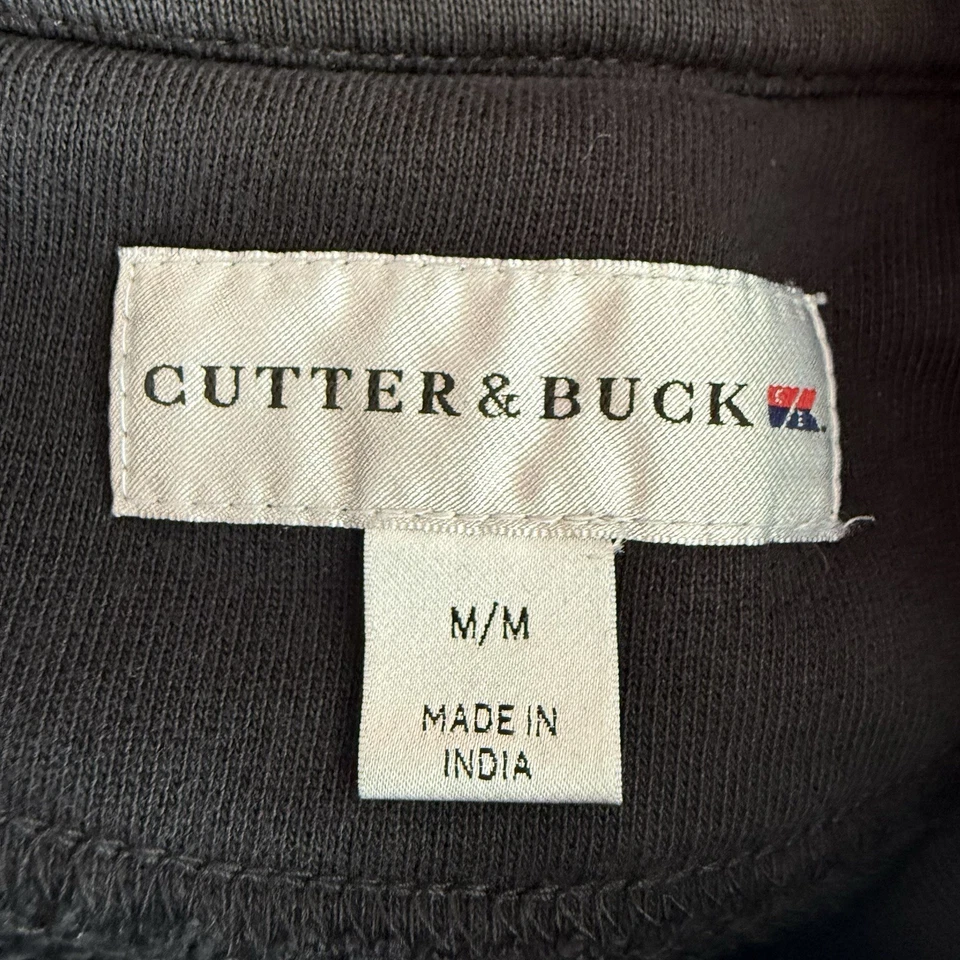 CUTTER & BUCK
M/M
MADE IN
INDIA